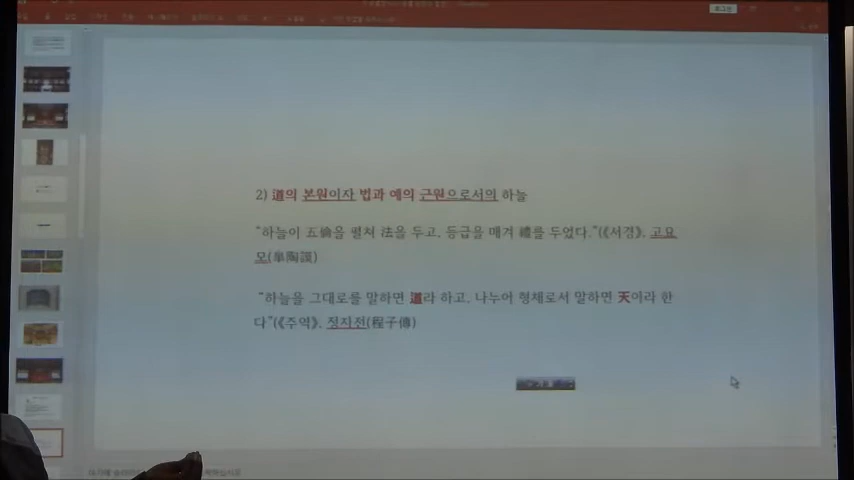 로그인
2) 道의 본원이자 법과 예의 근원으로서의 하늘
“하늘이 五倫을 펼쳐 法을 두고, 등급을 매겨 禮를 두었다.”(《서경》, 고요
모(皐陶謨)
“하늘을 그대로를 말하면 道라 하고, 나누어 형체로서 말하면 天이라 한
다”(《주역》, 정자전(程子傳)